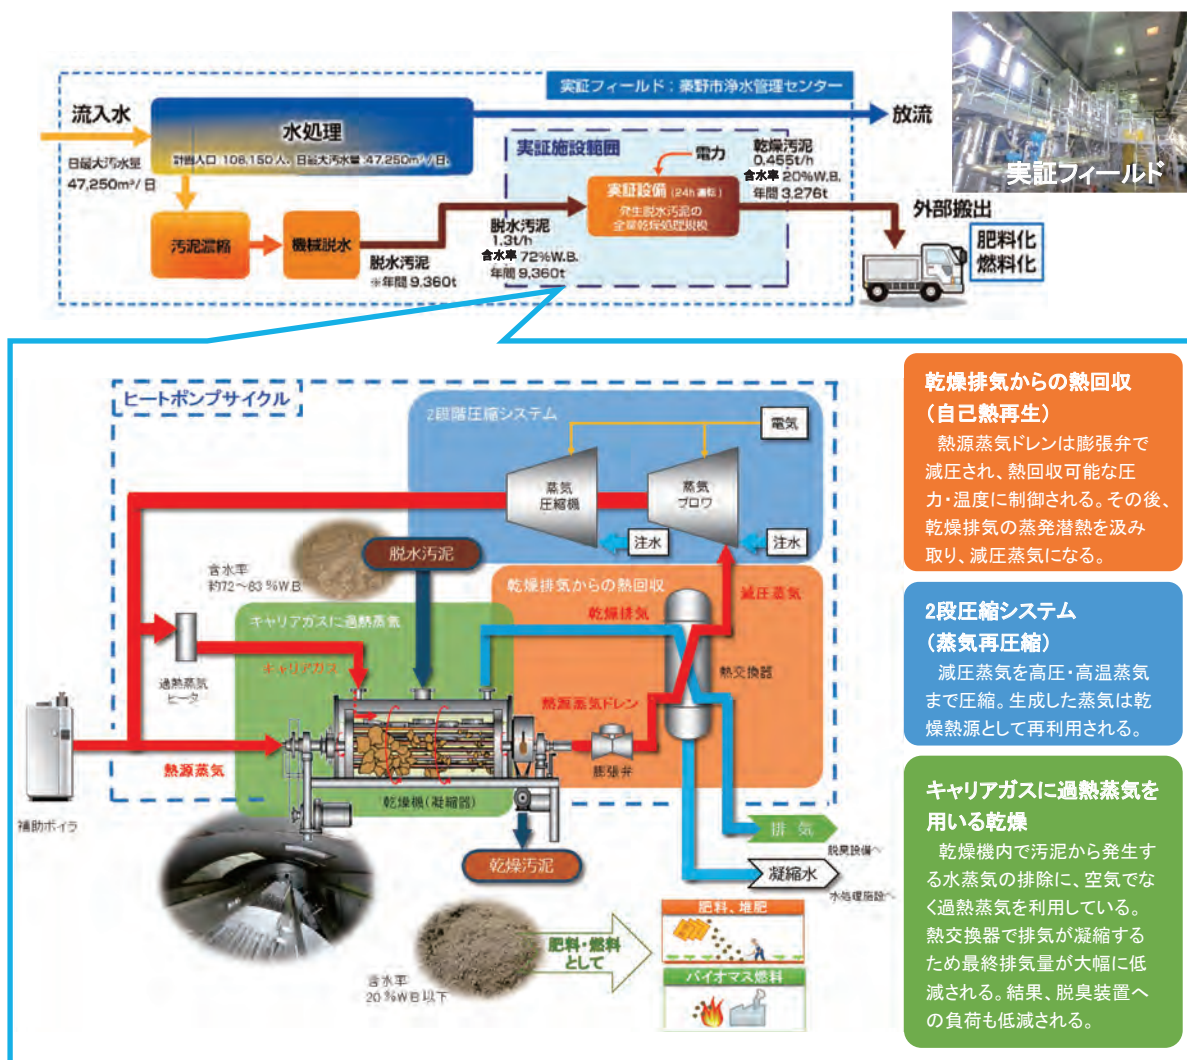 実証フィールド：秦野市浄水管理センター
流入水
日最大汚水量
47,250m³/日
水処理
計画人口：106,150人、日最大汚水量：47,250m³/日、
放流
実証施設範囲
電力
実証設備（24h運転）
発生脱水汚泥の
全量乾燥処理規模
乾燥汚泥
0.455t/h
含水率 20%W.B.
年間 3,276t
実証フィールド
汚泥濃縮
機械脱水
脱水汚泥
※年間 9,360t
脱水汚泥
1.3t/h
含水率 72%W.B.
年間 9,360t
外部搬出
肥料化
燃料化
ヒートポンプサイクル
2段階圧縮システム
電気
蒸気
圧縮機
蒸気
ブロワ
注水
注水
脱水汚泥
含水率
約72～83%W.B.
乾燥排気からの熱回収
減圧蒸気
乾燥排気
キャリアガスに過熱蒸気
キャリアガス
過熱蒸気
ヒータ
熱交換器
熱源蒸気ドレン
熱源蒸気
膨張弁
乾燥機（凝縮器）
補助ボイラ
排気
脱臭設備へ
凝縮水
水処理施設へ
乾燥汚泥
含水率
20%WB以下
肥料・燃料
として
肥料、堆肥
バイオマス燃料
乾燥排気からの熱回収
（自己熱再生）
熱源蒸気ドレンは膨張弁で
減圧され、熱回収可能な圧
力・温度に制御される。その後、
乾燥排気の蒸発潜熱を汲み
取り、減圧蒸気になる。
2段圧縮システム
（蒸気再圧縮）
減圧蒸気を高圧・高温蒸気
まで圧縮。生成した蒸気は乾
燥熱源として再利用される。
キャリアガスに過熱蒸気を
用いる乾燥
乾燥機内で汚泥から発生す
る水蒸気の排除に、空気でな
く過熱蒸気を利用している。
熱交換器で排気が凝縮する
ため最終排気量が大幅に低
減される。結果、脱臭装置へ
の負荷も低減される。